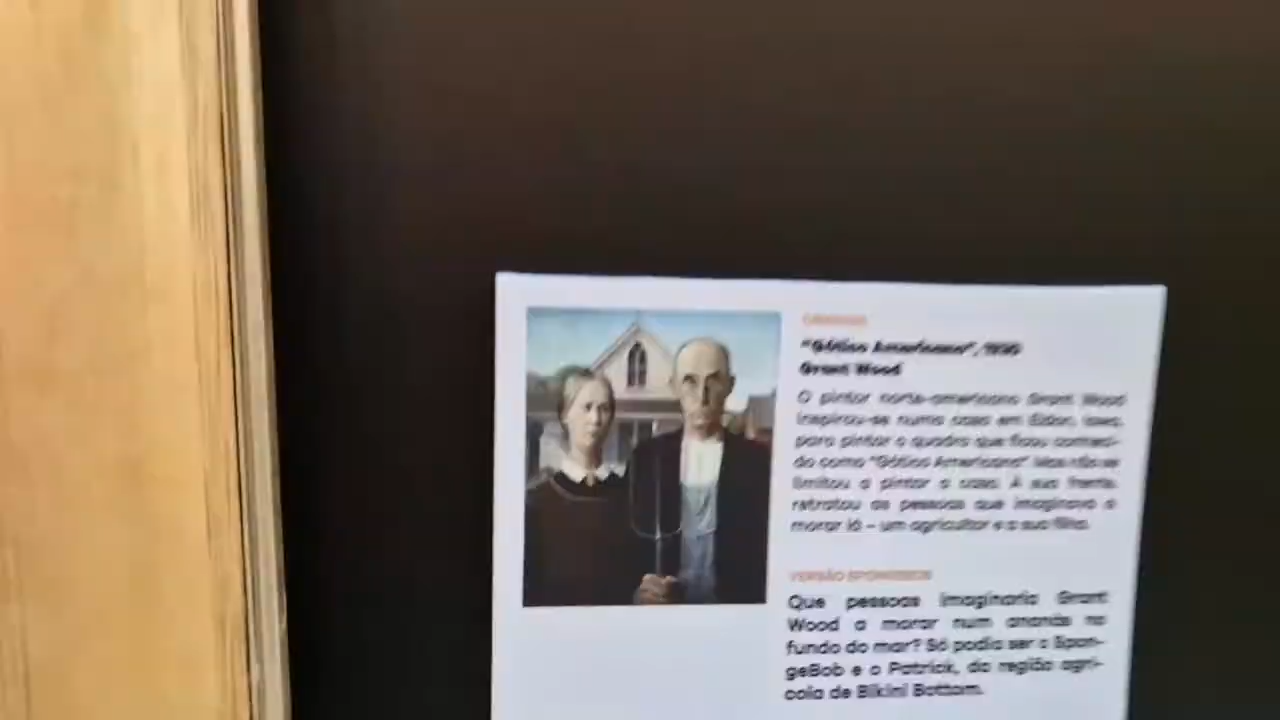 ORIGINAL
"Gótico Americano", 1930
Grant Wood
O pintor norte-americano Grant Wood
inspirou-se numa casa em Eldon, Iowa,
para pintar o quadro que ficou conheci-
do como "Gótico Americano". Mas não se
limitou a pintar a casa. À sua frente,
retratou as pessoas que imaginava a
morar lá – um agricultor e a sua filha.
VERSÃO SPONGEBOB
Que pessoas imaginaria Grant
Wood a morar num ananás no
fundo do mar? Só podia ser o Spon-
geBob e o Patrick, da região agrí-
cola de Bikini Bottom.